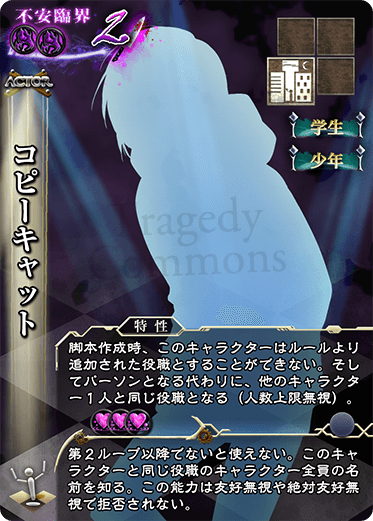 不安臨界
2
ACTOR
学生
少年
コピーキャット
Tragedy
Commons
特性
脚本作成時、このキャラクターはルールより
追加された役職とすることができない。そし
てパーソンとなる代わりに、他のキャラクタ
ー1人と同じ役職となる（人数上限無視）。
第２ループ以降でないと使えない。このキャ
ラクターと同じ役職のキャラクター全員の名
前を知る。この能力は友好無視や絶対友好無
視で拒否されない。